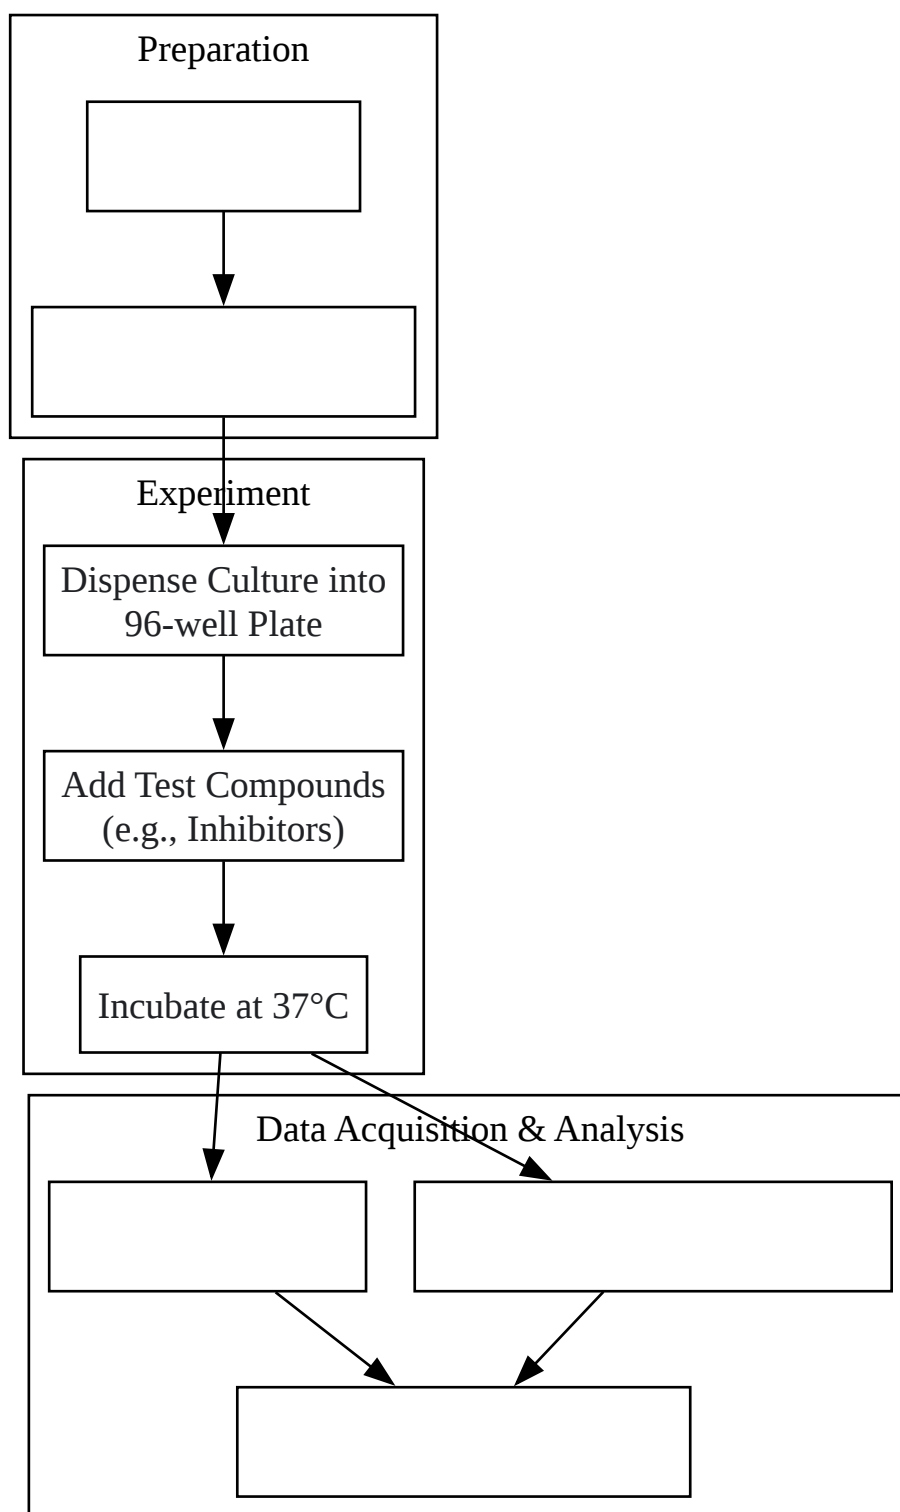 Preparation
Experiment
Dispense Culture into
96-well Plate
Add Test Compounds
(e.g., Inhibitors)
Incubate at 37°C
Data Acquisition & Analysis